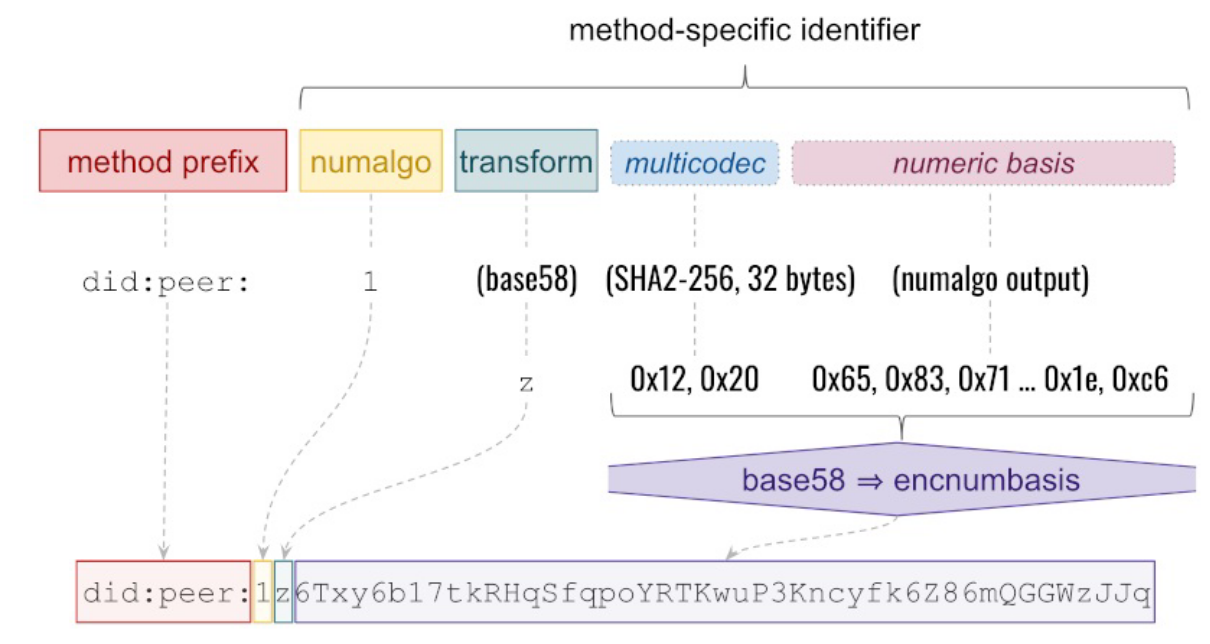 method-specific identifier
method prefix numalgo transform multicodec numeric basis
did:peer: 1 (base58) (SHA2-256, 32 bytes) (numalgo output)
z 0x12, 0x20 0x65, 0x83, 0x71 ... 0x1e, 0xc6
base58 ⇒ encnumbasis
did:peer:1z6Txy6b17tkRHqSfqpoYRTKwuP3Kncyfk6Z86mQGGWzJJq